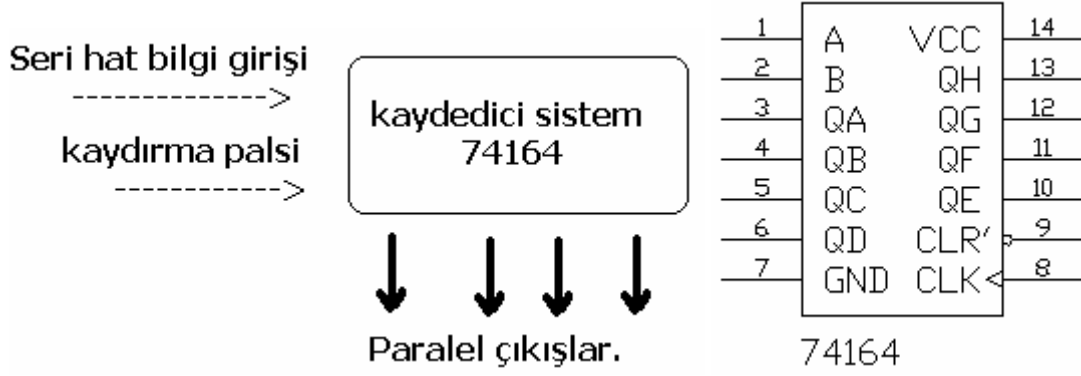 Seri hat bilgi girişi
kaydırma palsi
kaydedici sistem
74164
Paralel çıkışlar.
1 A VCC 14
2 B QH 13
3 QA QG 12
4 QB QF 11
5 QC QE 10
6 QD CLR' 9
7 GND CLK 8
74164